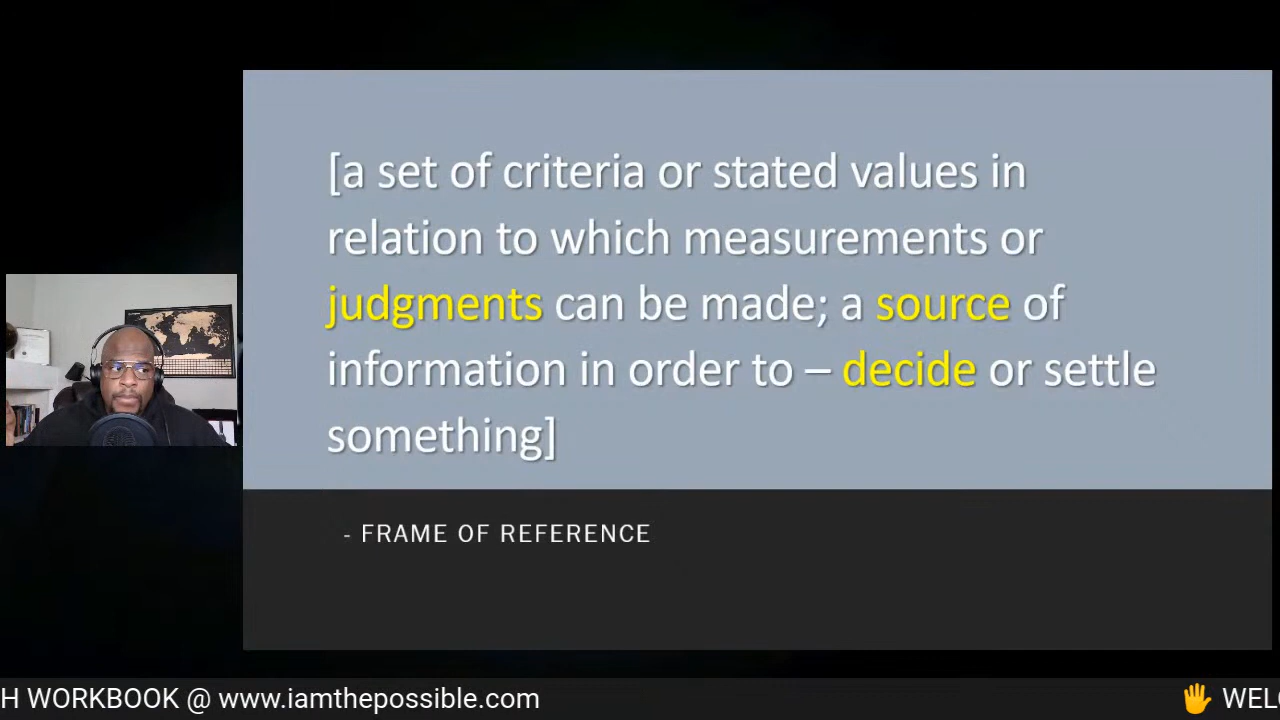 [a set of criteria or stated values in
relation to which measurements or
judgments can be made; a source of
information in order to – decide or settle
something]
- FRAME OF REFERENCE
H WORKBOOK @ www.iamthepossible.com
🖐 WELC